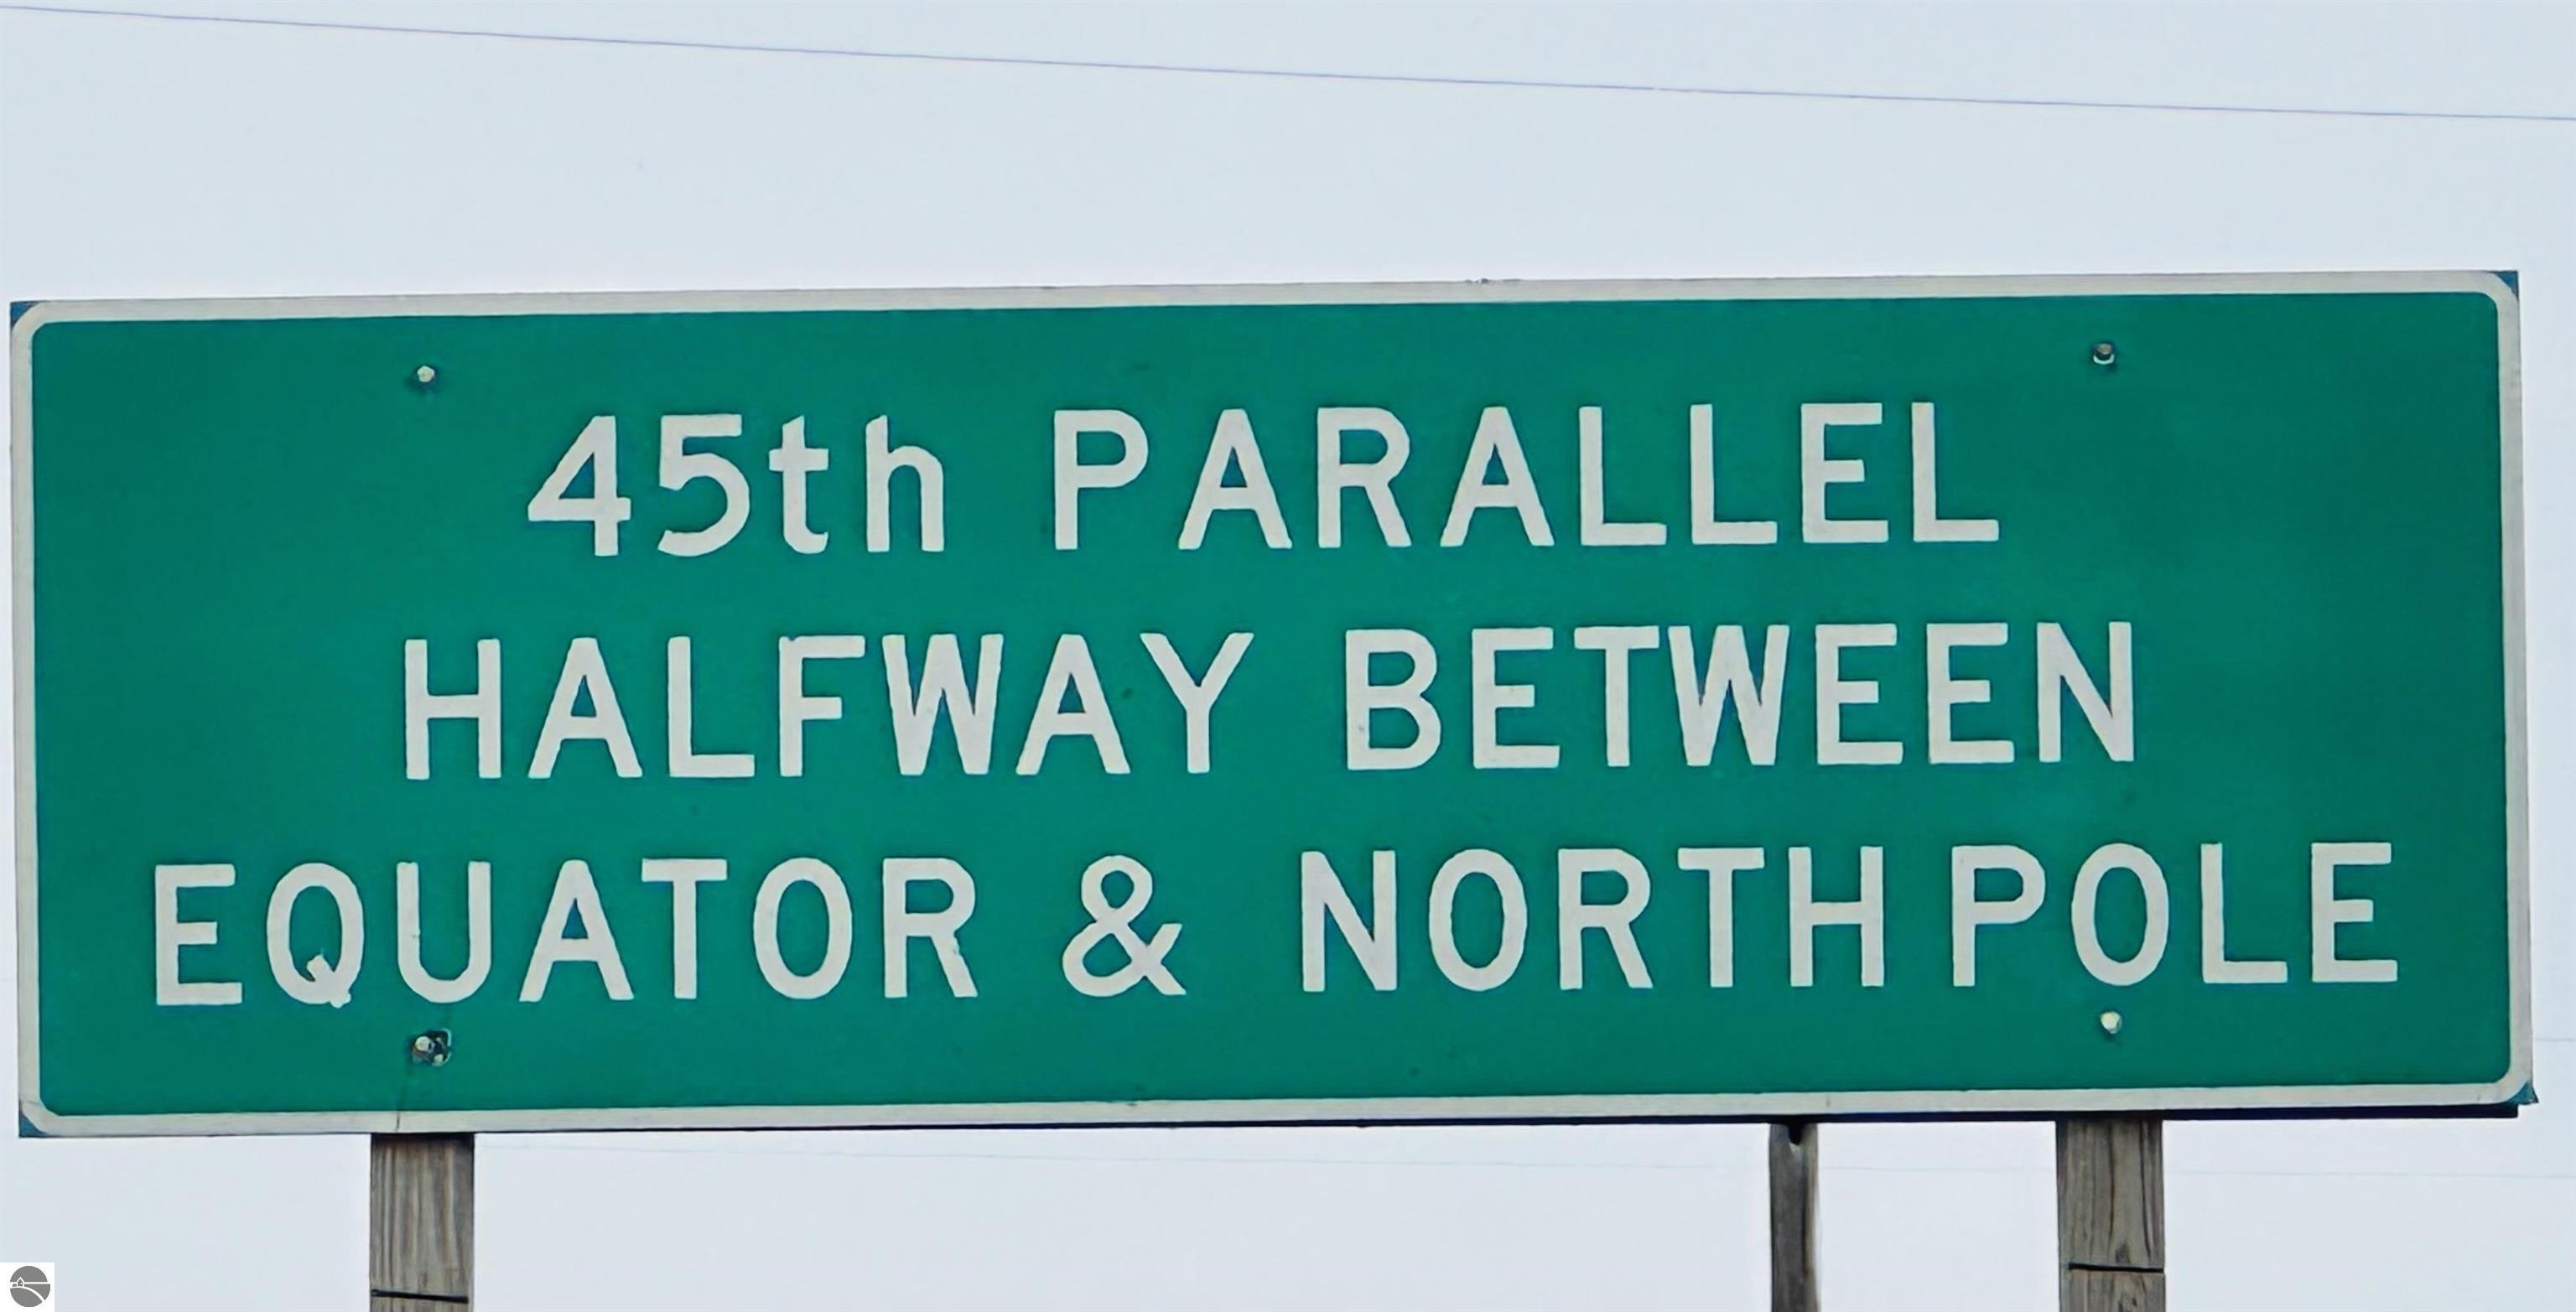 45th PARALLEL
HALFWAY BETWEEN
EQUATOR & NORTH POLE